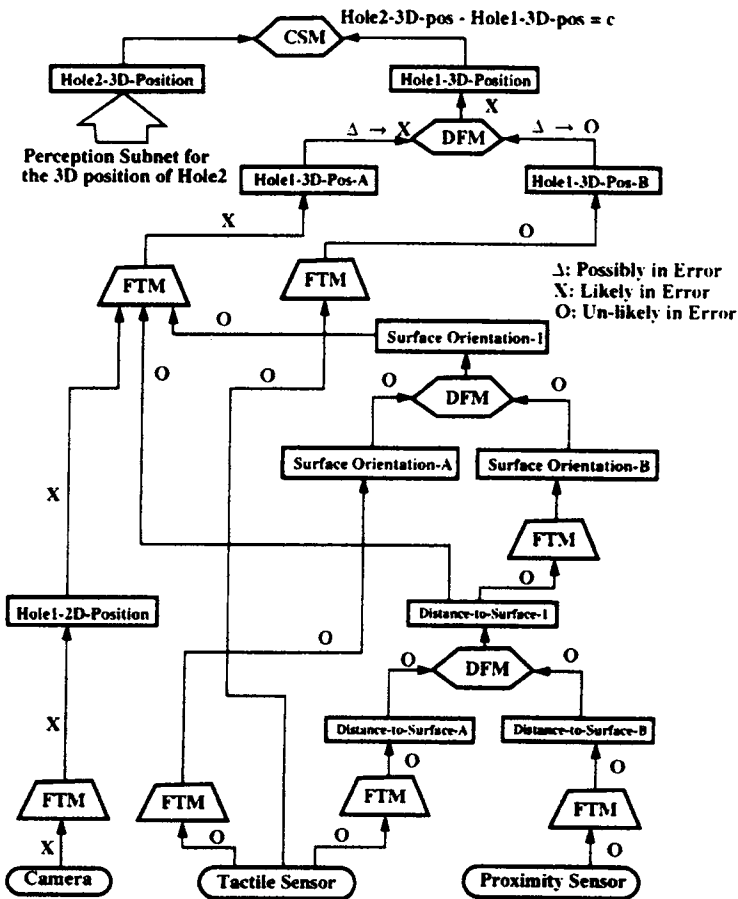 Hole2-3D-pos - Hole1-3D-pos = c
CSM
Hole2-3D-Position
Hole1-3D-Position
X
Δ → X
DFM
Δ → O
Perception Subnet for
the 3D position of Hole2
Hole1-3D-Pos-A
Hole1-3D-Pos-B
X
O
FTM
FTM
Δ: Possibly in Error
X: Likely in Error
O: Un-likely in Error
O
Surface Orientation-1
O
O
O
DFM
O
Surface Orientation-A
Surface Orientation-B
X
FTM
O
Hole1-2D-Position
Distance-to-Surface-1
O
O
DFM
O
X
Distance-to-Surface-A
Distance-to-Surface-B
O
O
FTM
FTM
FTM
FTM
X
O
O
O
Camera
Tactile Sensor
Proximity Sensor